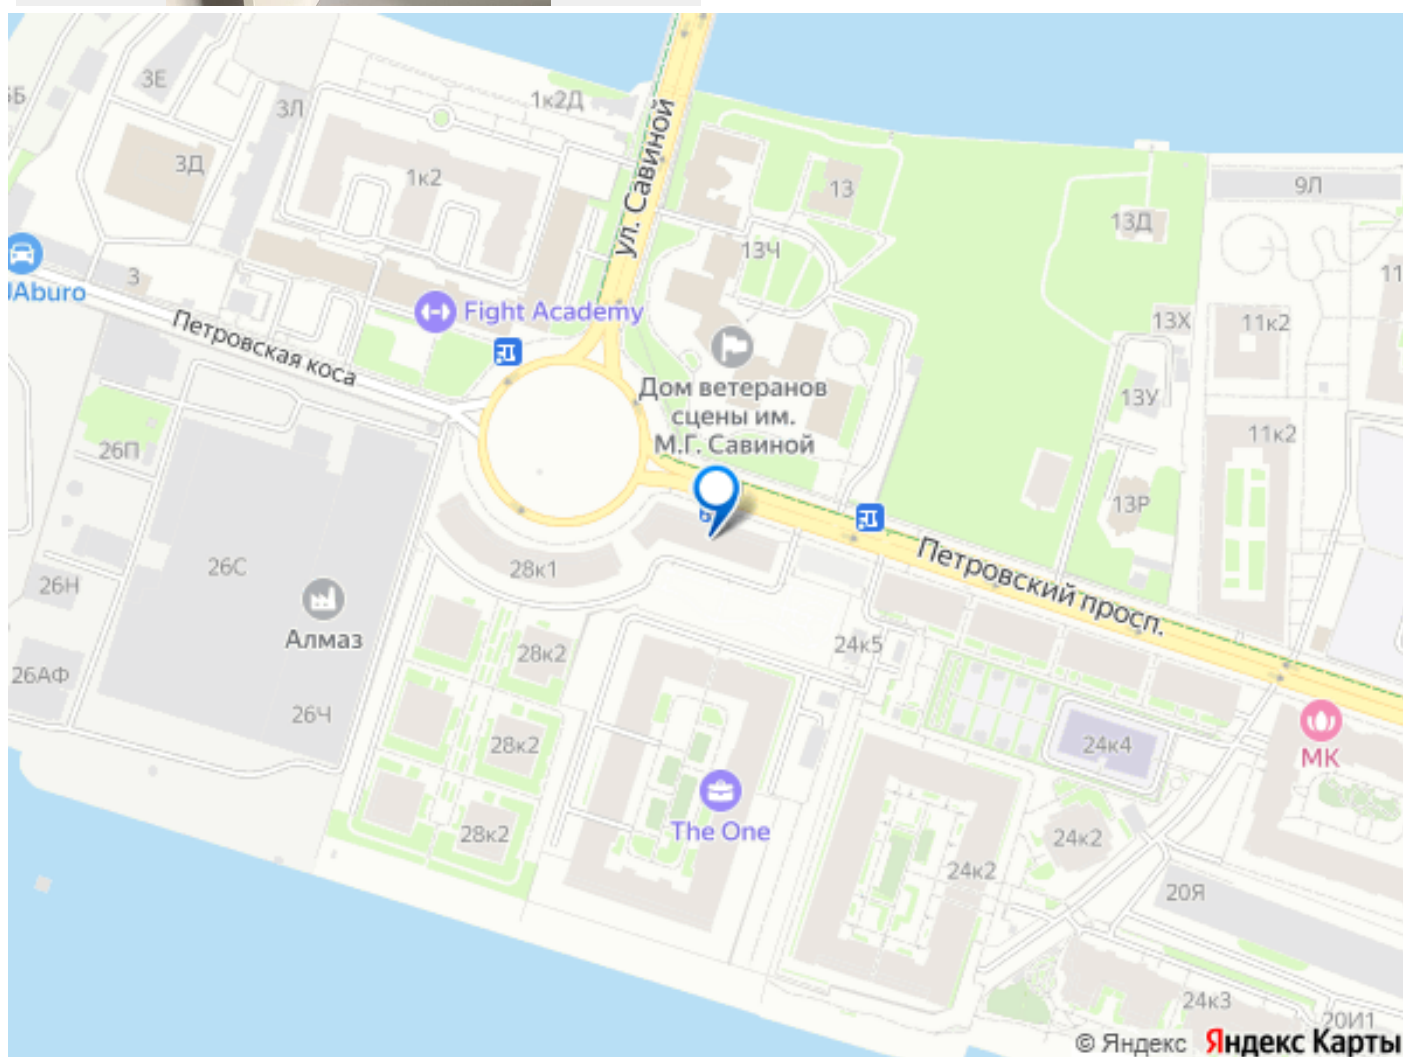 1к2Д
3Е
3Л
3Д
1к2
ул. Савиной
13
9Л
13Д
13Ч
3
Fight Academy
Петровская коса
13Х
11к2
Дом ветеранов
сцены им.
М.Г. Савиной
13У
11к2
26П
13Р
28к1
26С
26Н
Петровский просп.
Алмаз
28к2
24к5
26АФ
26Ч
28к2
24к4
МК
The One
28к2
24к2
24к2
20Я
24к3
20И1
© Яндекс Яндекс Карты